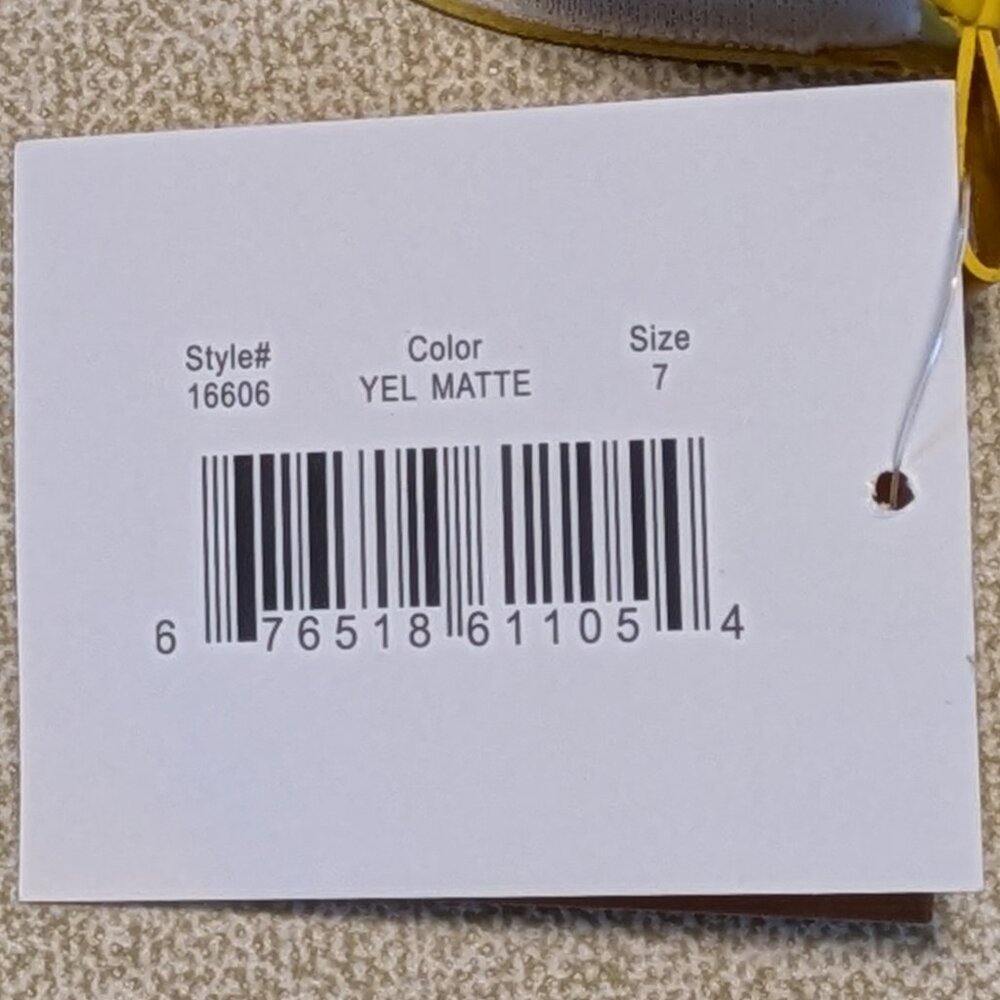 Style# Color Size
16606 YEL MATTE 7
6 76518 61105 4